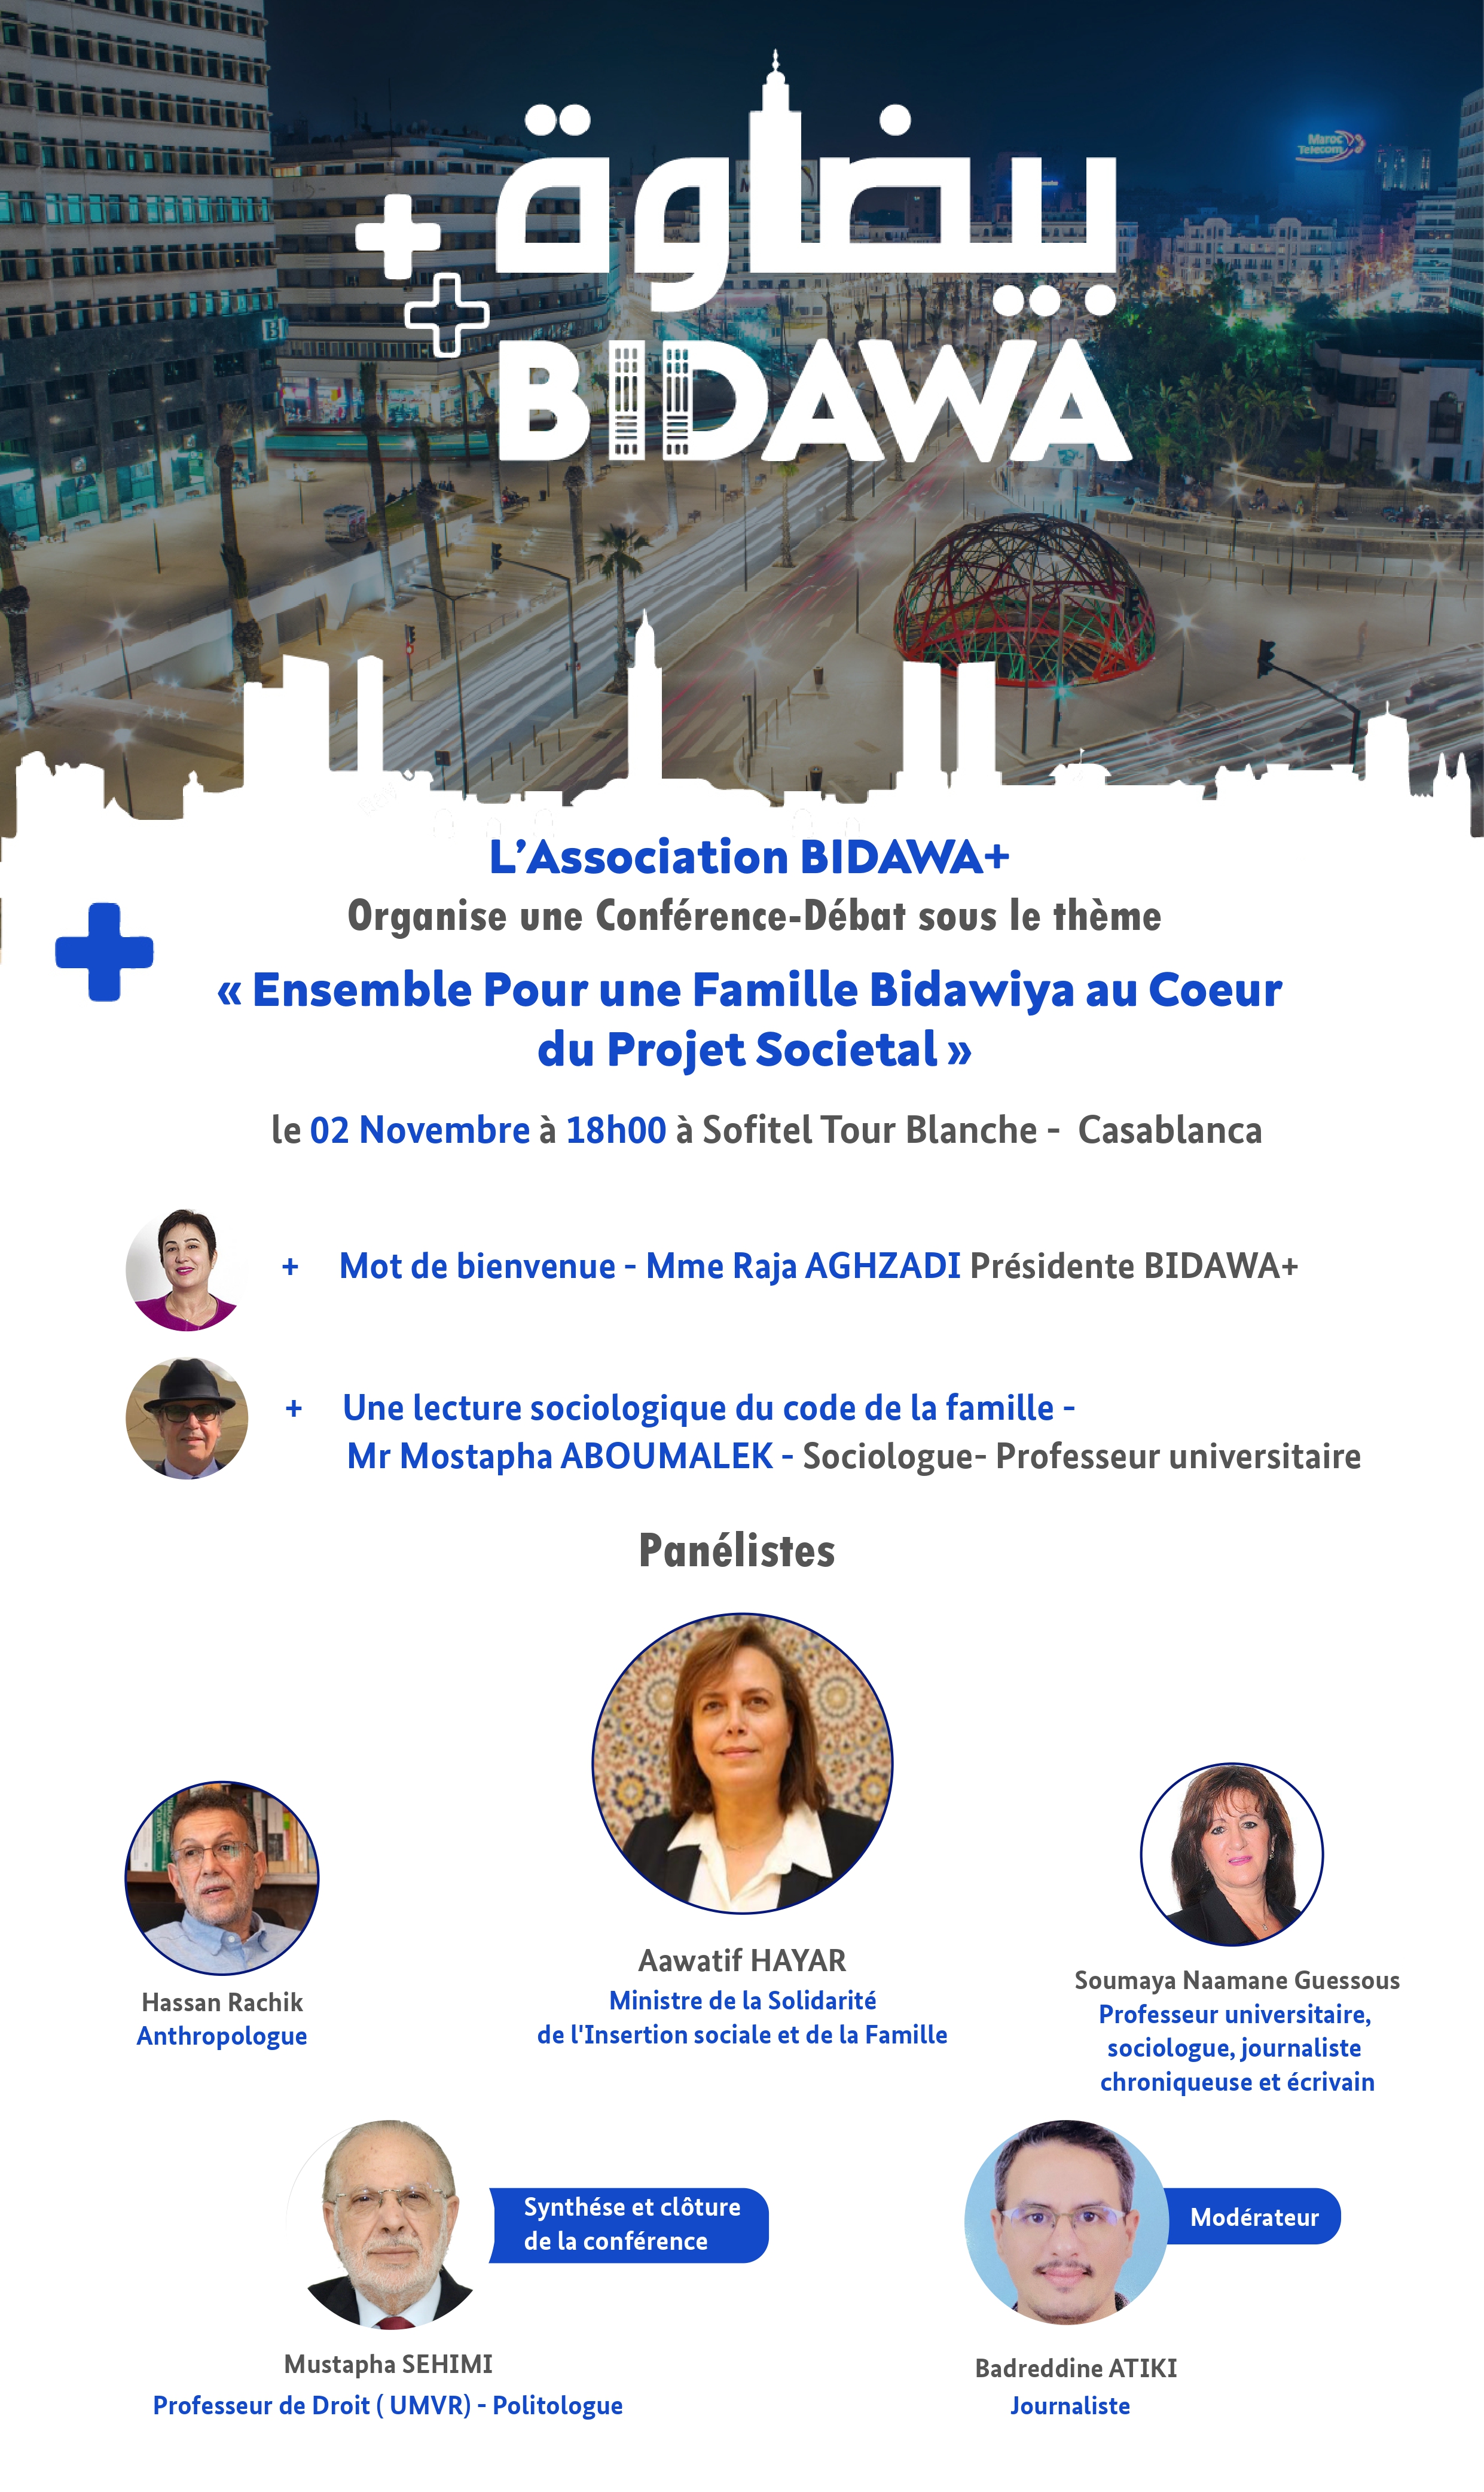 Maroc
Telecom
بيضاوة
BIDAWA
L'Association BIDAWA+
Organise une Conférence-Débat sous le thème
« Ensemble Pour une Famille Bidawiya au Coeur
du Projet Societal »
le 02 Novembre à 18h00 à Sofitel Tour Blanche - Casablanca
+ Mot de bienvenue - Mme Raja AGHZADI Présidente BIDAWA+
+ Une lecture sociologique du code de la famille -
Mr Mostapha ABOUMALEK - Sociologue- Professeur universitaire
Panélistes
Hassan Rachik
Anthropologue
Aawatif HAYAR
Ministre de la Solidarité
de l'Insertion sociale et de la Famille
Soumaya Naamane Guessous
Professeur universitaire,
sociologue, journaliste
chroniqueuse et écrivain
Synthése et clôture
de la conférence
Mustapha SEHIMI
Professeur de Droit ( UMVR) - Politologue
Modérateur
Badreddine ATIKI
Journaliste